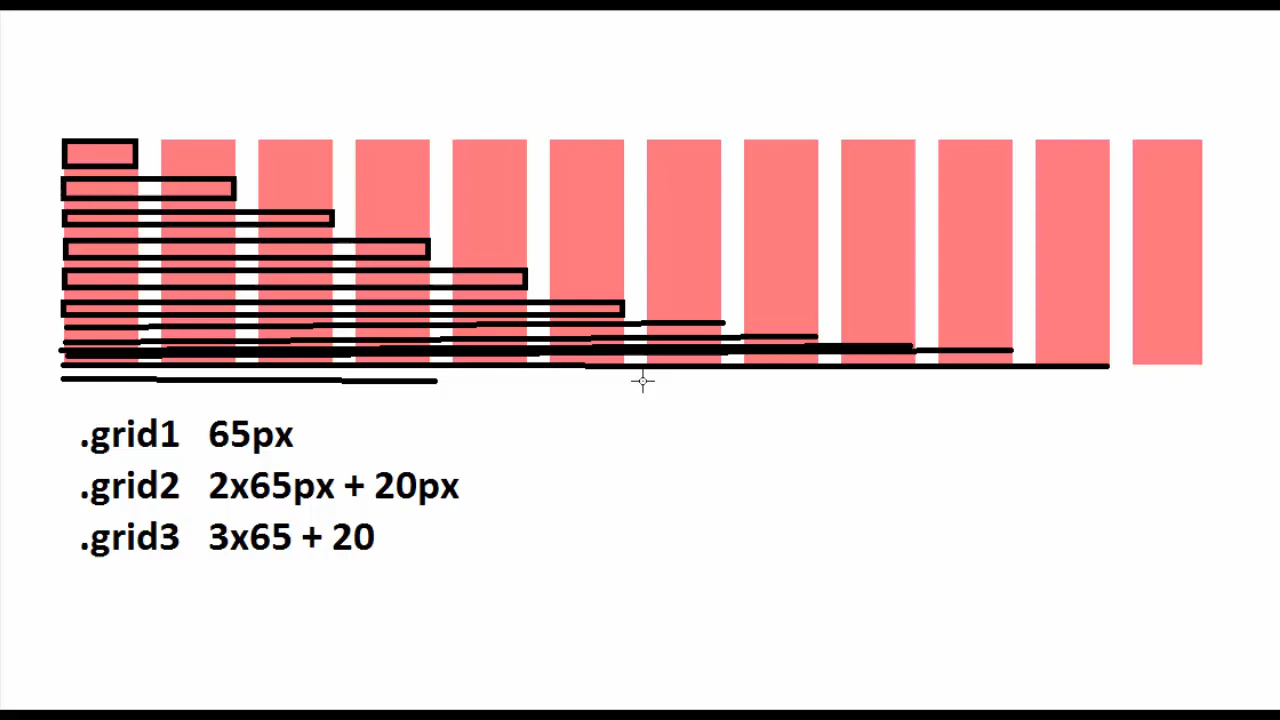 .grid1 65px
.grid2 2x65px + 20px
.grid3 3x65 + 20